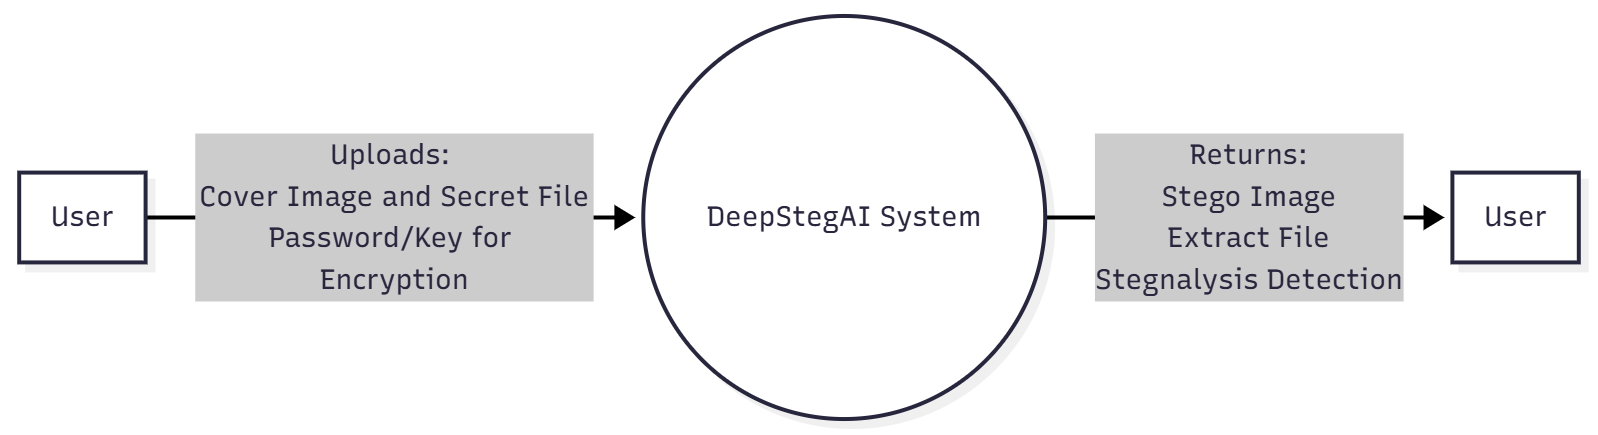 User
Uploads:
Cover Image and Secret File
Password/Key for
Encryption
DeepStegAI System
Returns:
Stego Image
Extract File
Stegnalysis Detection
User